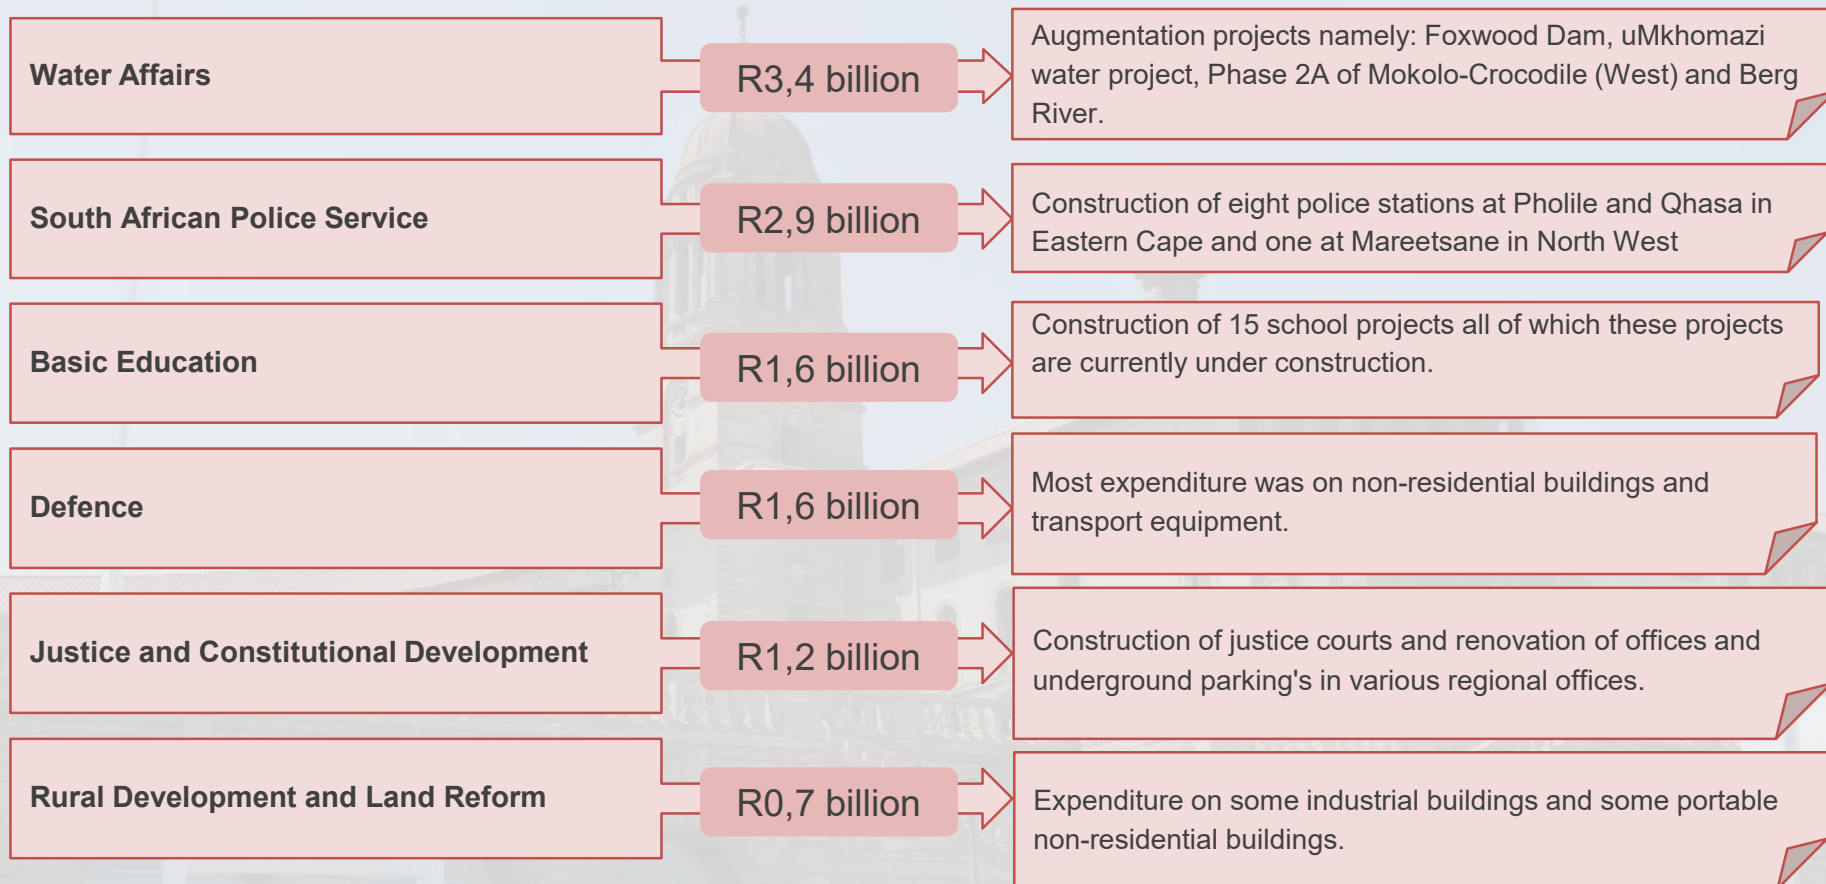 Water Affairs
R3,4 billion
Augmentation projects namely: Foxwood Dam, uMkhomazi
water project, Phase 2A of Mokolo-Crocodile (West) and Berg
River.
South African Police Service
R2,9 billion
Construction of eight police stations at Pholile and Qhasa in
Eastern Cape and one at Mareetsane in North West
Basic Education
R1,6 billion
Construction of 15 school projects all of which these projects
are currently under construction.
Defence
R1,6 billion
Most expenditure was on non-residential buildings and
transport equipment.
Justice and Constitutional Development
R1,2 billion
Construction of justice courts and renovation of offices and
underground parking's in various regional offices.
Rural Development and Land Reform
R0,7 billion
Expenditure on some industrial buildings and some portable
non-residential buildings.